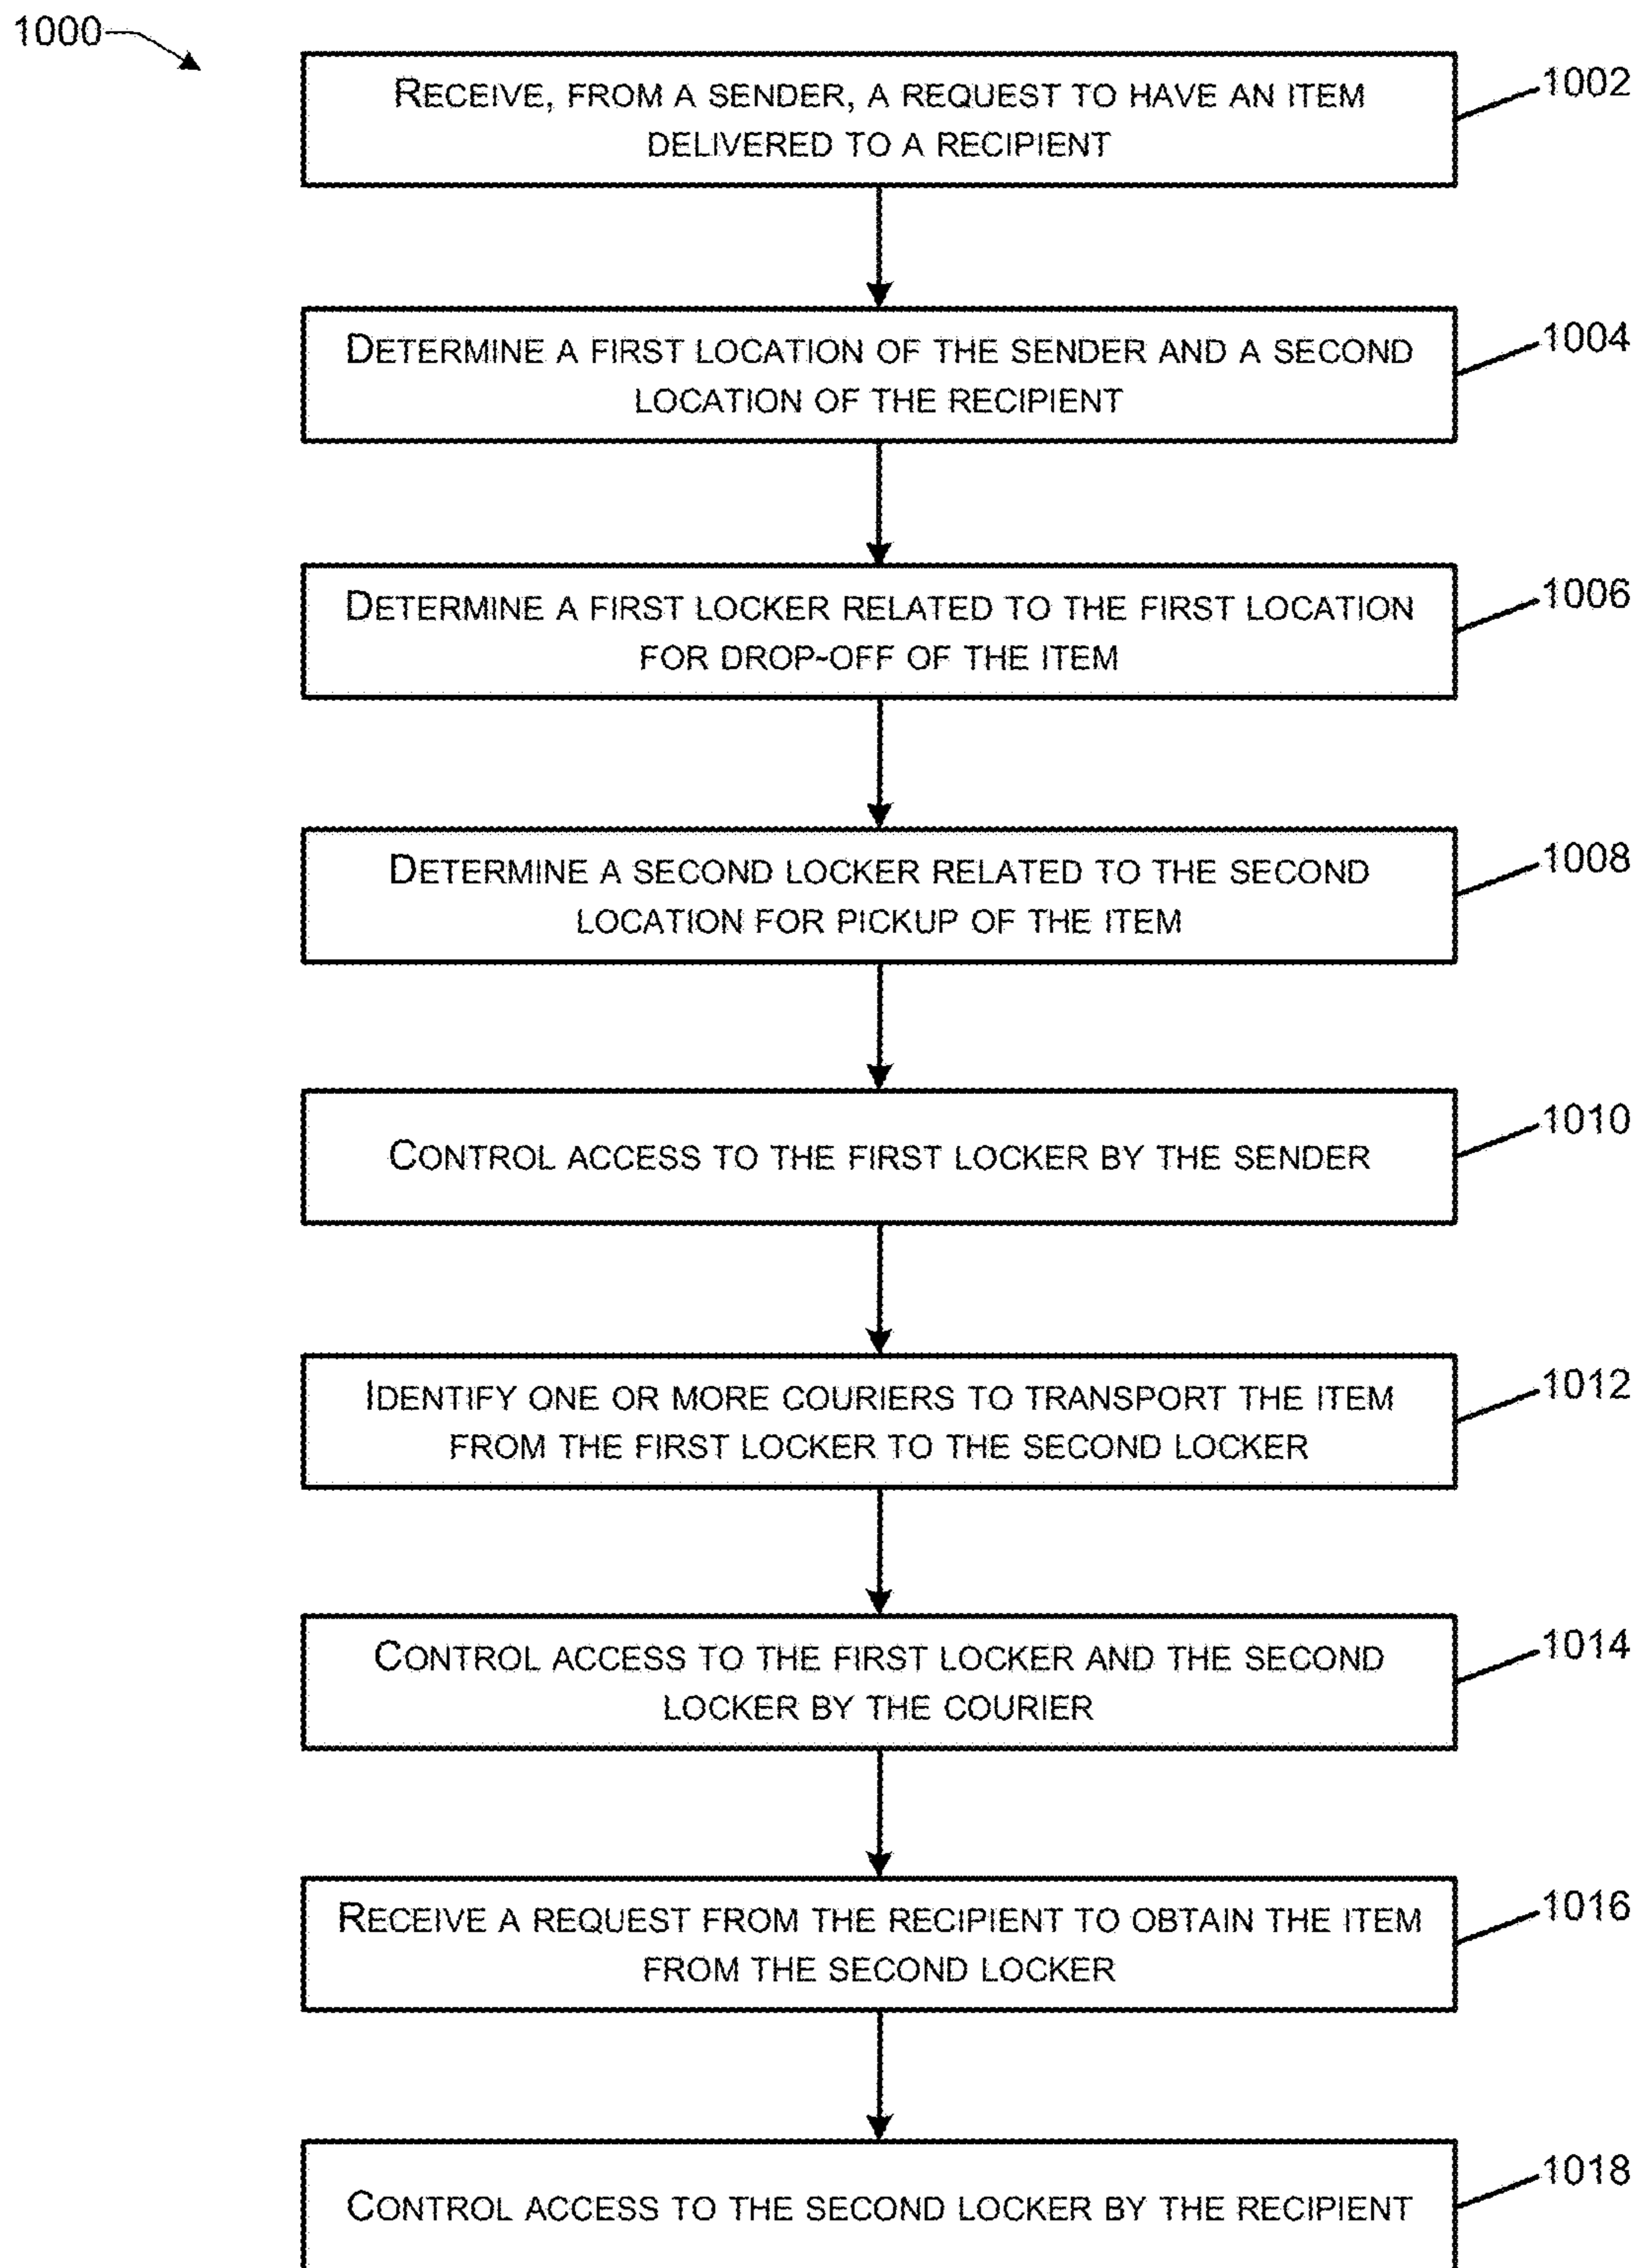 1000
RECEIVE, FROM A SENDER, A REQUEST TO HAVE AN ITEM
DELIVERED TO A RECIPIENT
1002
DETERMINE A FIRST LOCATION OF THE SENDER AND A SECOND
LOCATION OF THE RECIPIENT
1004
DETERMINE A FIRST LOCKER RELATED TO THE FIRST LOCATION
FOR DROP-OFF OF THE ITEM
1006
DETERMINE A SECOND LOCKER RELATED TO THE SECOND
LOCATION FOR PICKUP OF THE ITEM
1008
CONTROL ACCESS TO THE FIRST LOCKER BY THE SENDER
1010
IDENTIFY ONE OR MORE COURIERS TO TRANSPORT THE ITEM
FROM THE FIRST LOCKER TO THE SECOND LOCKER
1012
CONTROL ACCESS TO THE FIRST LOCKER AND THE SECOND
LOCKER BY THE COURIER
1014
RECEIVE A REQUEST FROM THE RECIPIENT TO OBTAIN THE ITEM
FROM THE SECOND LOCKER
1016
CONTROL ACCESS TO THE SECOND LOCKER BY THE RECIPIENT
1018